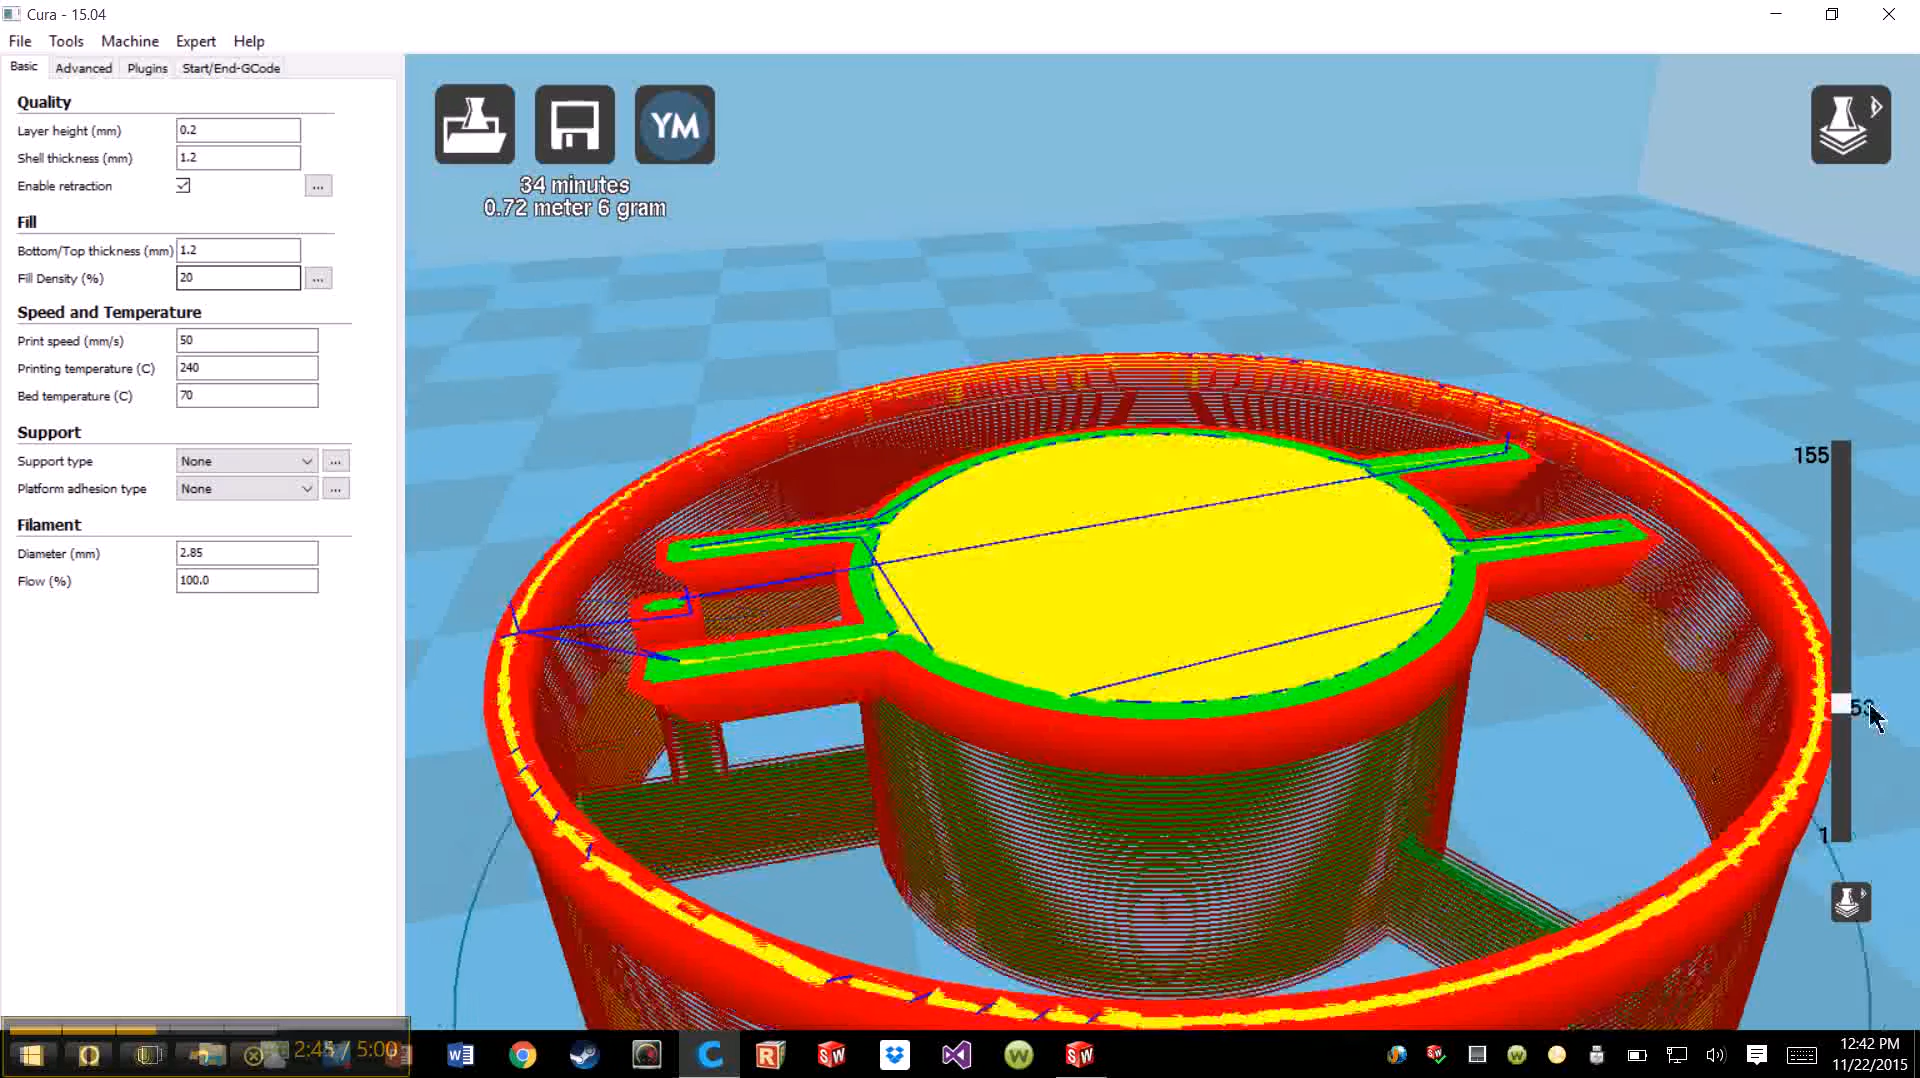 Cura - 15.04
File Tools Machine Expert Help
Basic Advanced Plugins Start/End-GCode
Quality
Layer height (mm) 0.2
Shell thickness (mm) 1.2
Enable retraction ...
Fill
Bottom/Top thickness (mm) 1.2
Fill Density (%) 20 ...
Speed and Temperature
Print speed (mm/s) 50
Printing temperature (C) 240
Bed temperature (C) 70
Support
Support type None ...
Platform adhesion type None ...
Filament
Diameter (mm) 2.85
Flow (%) 100.0
YM
34 minutes
0.72 meter 6 gram
155
1
2:45 / 5:00
12:42 PM
11/22/2015